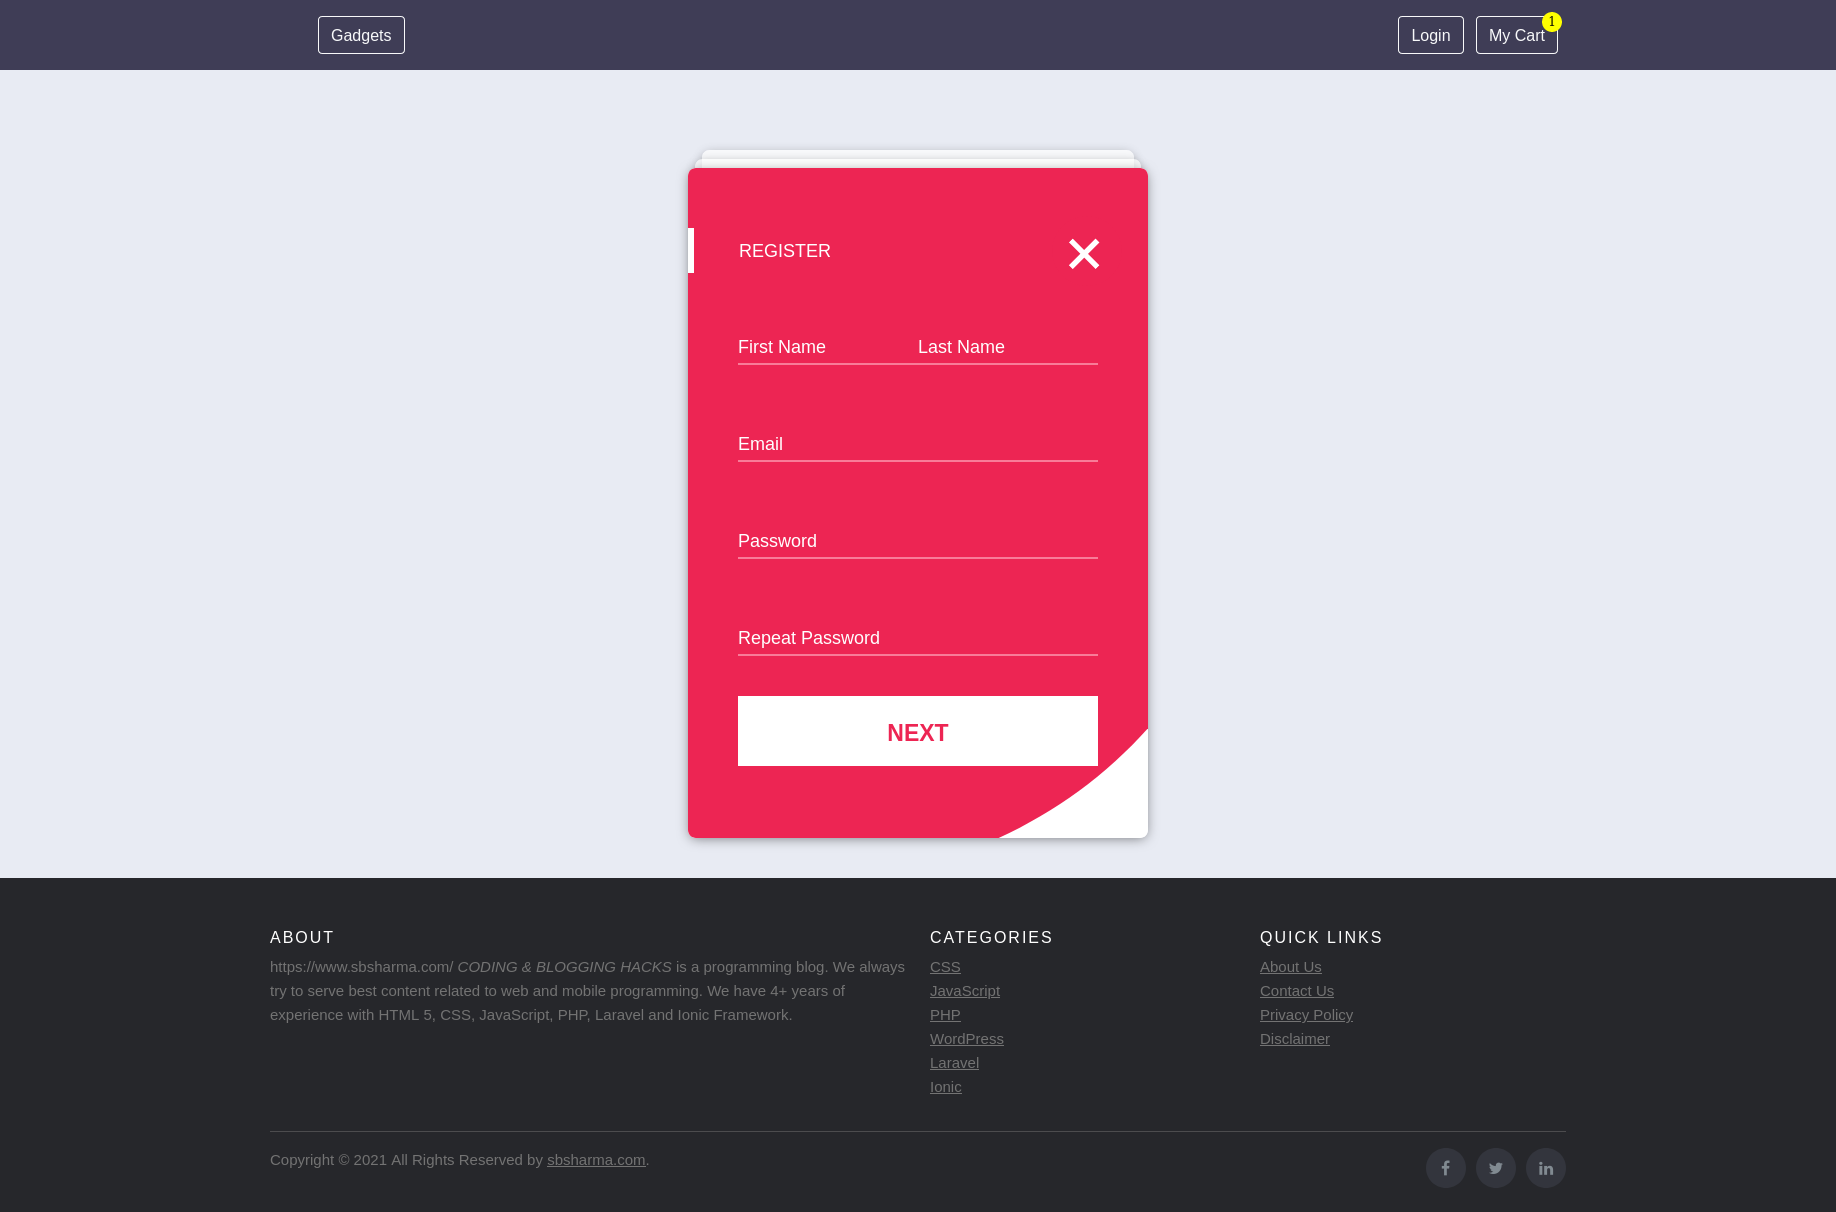 Gadgets
Login
My Cart
1
REGISTER
First Name
Last Name
Email
Password
Repeat Password
NEXT
ABOUT
https://www.sbsharma.com/ CODING & BLOGGING HACKS is a programming blog. We always
try to serve best content related to web and mobile programming. We have 4+ years of
experience with HTML 5, CSS, JavaScript, PHP, Laravel and Ionic Framework.
CATEGORIES
CSS
JavaScript
PHP
WordPress
Laravel
Ionic
QUICK LINKS
About Us
Contact Us
Privacy Policy
Disclaimer
Copyright © 2021 All Rights Reserved by sbsharma.com.